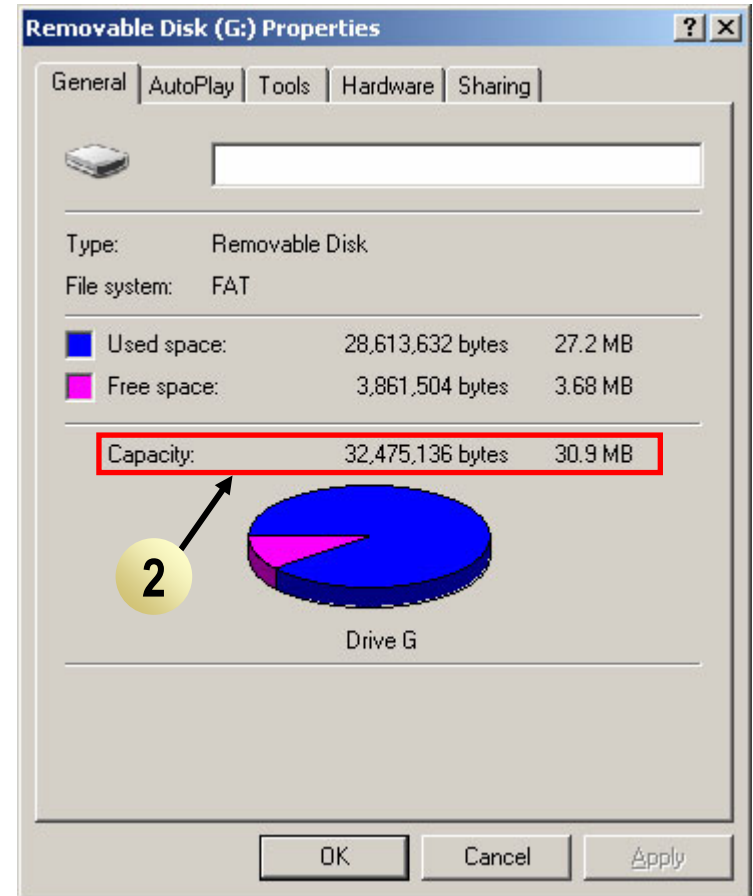 Removable Disk (G:) Properties ? X
General AutoPlay Tools Hardware Sharing
Type: Removable Disk
File system: FAT
Used space: 28,613,632 bytes 27.2 MB
Free space: 3,861,504 bytes 3.68 MB
Capacity: 32,475,136 bytes 30.9 MB
2
Drive G
OK Cancel Apply